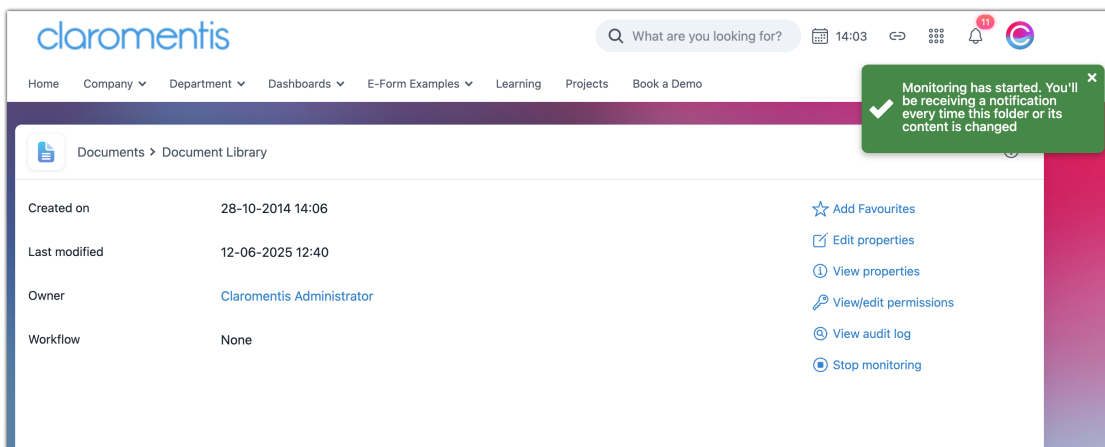 claromentis
What are you looking for?
14:03
11
Home Company Department Dashboards E-Form Examples Learning Projects Book a Demo
Monitoring has started. You'll
be receiving a notification
every time this folder or its
content is changed
Documents > Document Library
Created on 28-10-2014 14:06
Add Favourites
Edit properties
Last modified 12-06-2025 12:40
View properties
Owner Claromentis Administrator
View/edit permissions
Workflow None
View audit log
Stop monitoring